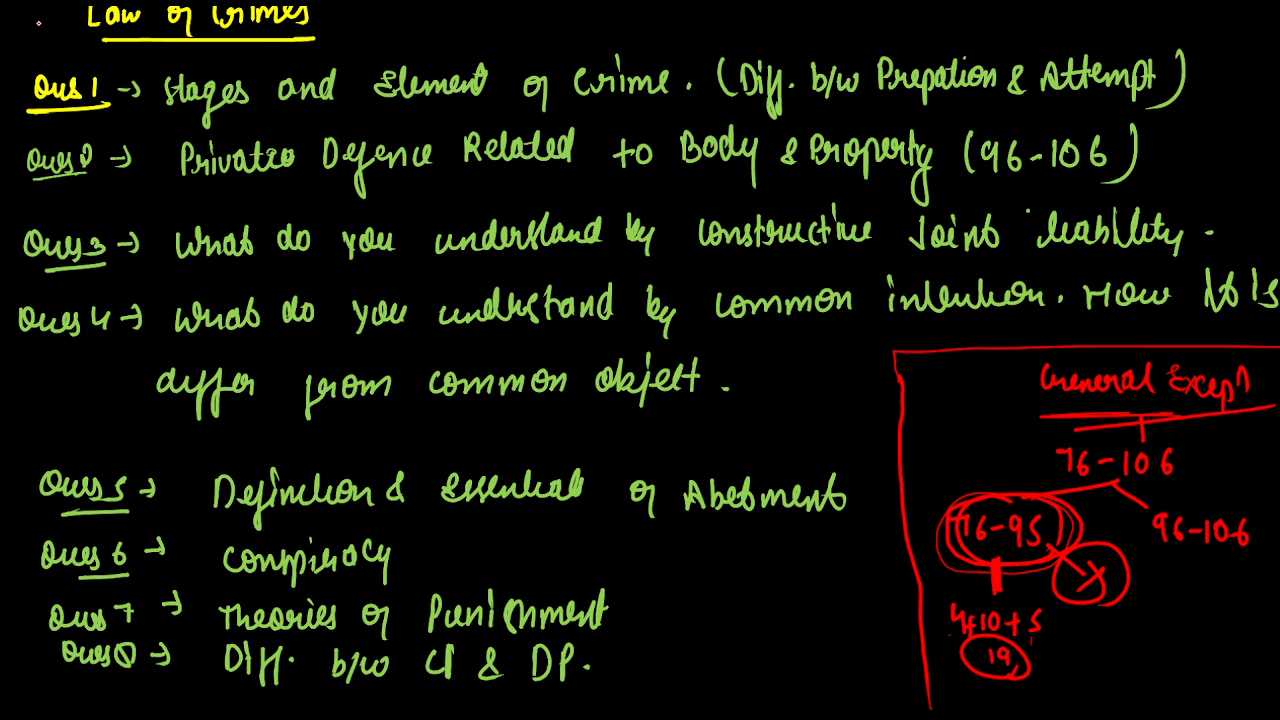 Law of Crimes
Ques 1 → Stages and Element of Crime. (Diff. b/w Prepation & Attempt)
Ques 2 → Private Defence Related to Body & Property (96-106)
Ques 3 → What do you understand by constructive Joint liability.
Ques 4 → What do you understand by common intention. How It Is
differ from common object.
Ques 5 → Definition & Essentials of Abetment
Ques 6 → Conspiracy
Ques 7 → Theories of Punishment
Ques 8 → Diff. b/w CP & DP.
General Excepn
76-106
76-95
96-106
X
4+10+5
19